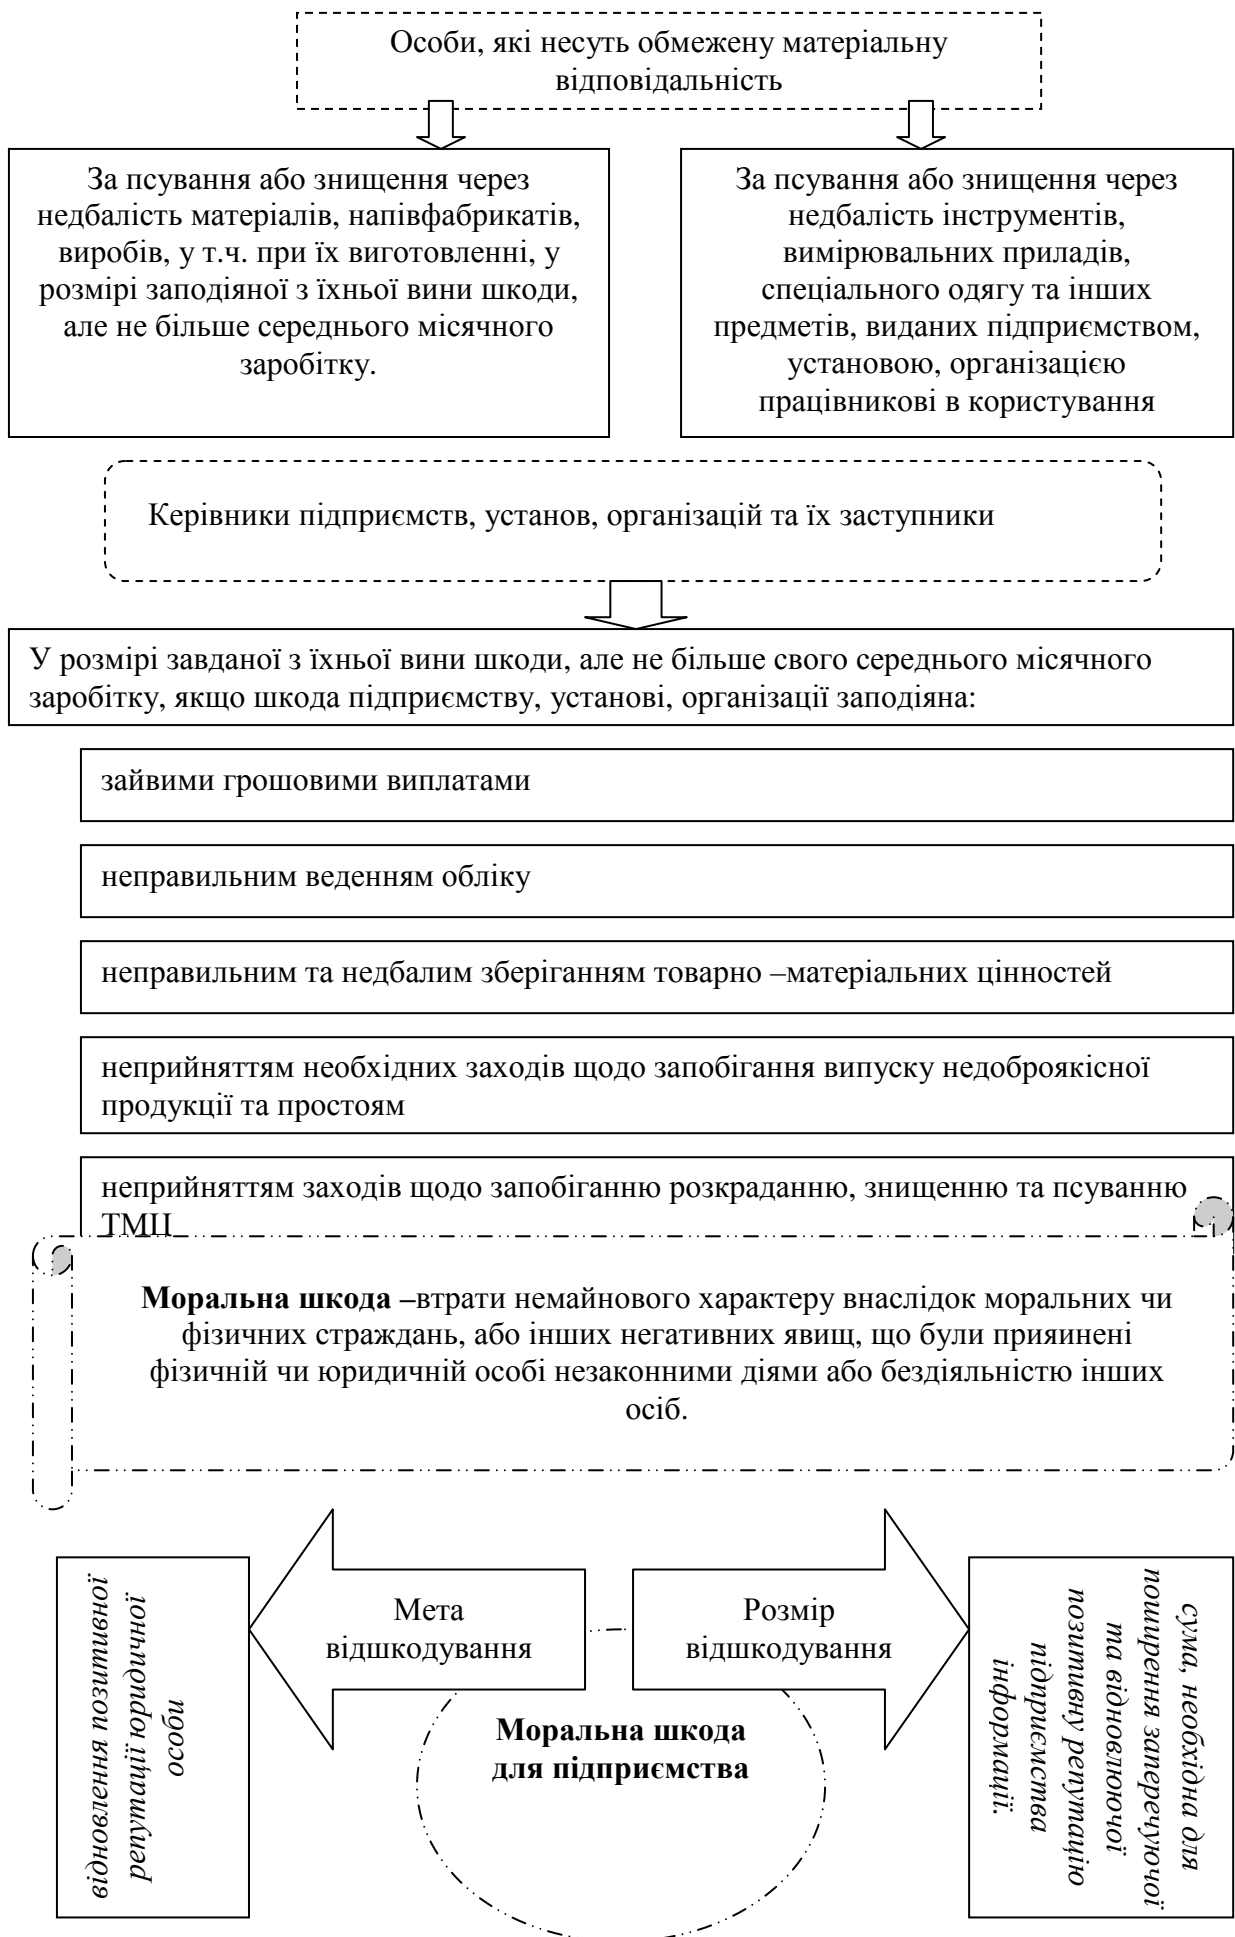 Особи, які несуть обмежену матеріальну
відповідальність
За псування або знищення через
недбалість матеріалів, напівфабрикатів,
виробів, у т.ч. при їх виготовленні, у
розмірі заподіяної з їхньої вини шкоди,
але не більше середнього місячного
заробітку.
За псування або знищення через
недбалість інструментів,
вимірювальних приладів,
спеціального одягу та інших
предметів, виданих підприємством,
установою, організацією
працівникові в користування
Керівники підприємств, установ, організацій та їх заступники
У розмірі завданої з їхньої вини шкоди, але не більше свого середнього місячного
заробітку, якщо шкода підприємству, установі, організації заподіяна:
зайвими грошовими виплатами
неправильним веденням обліку
неправильним та недбалим зберіганням товарно –матеріальних цінностей
неприйняттям необхідних заходів щодо запобігання випуску недоброякісної
продукції та простоям
неприйняттям заходів щодо запобіганню розкраданню, знищенню та псуванню
ТМЦ
Моральна шкода –втрати немайнового характеру внаслідок моральних чи
фізичних страждань, або інших негативних явищ, що були прияинені
фізичній чи юридичній особі незаконними діями або бездіяльністю інших
осіб.
відновлення позитивної
репутації юридичної
особи
Мета
відшкодування
Розмір
відшкодування
Моральна шкода
для підприємства
сума, необхідна для
поширення заперечуючої
та відновлюючої
позитивну репутацію
підприємства
інформації.